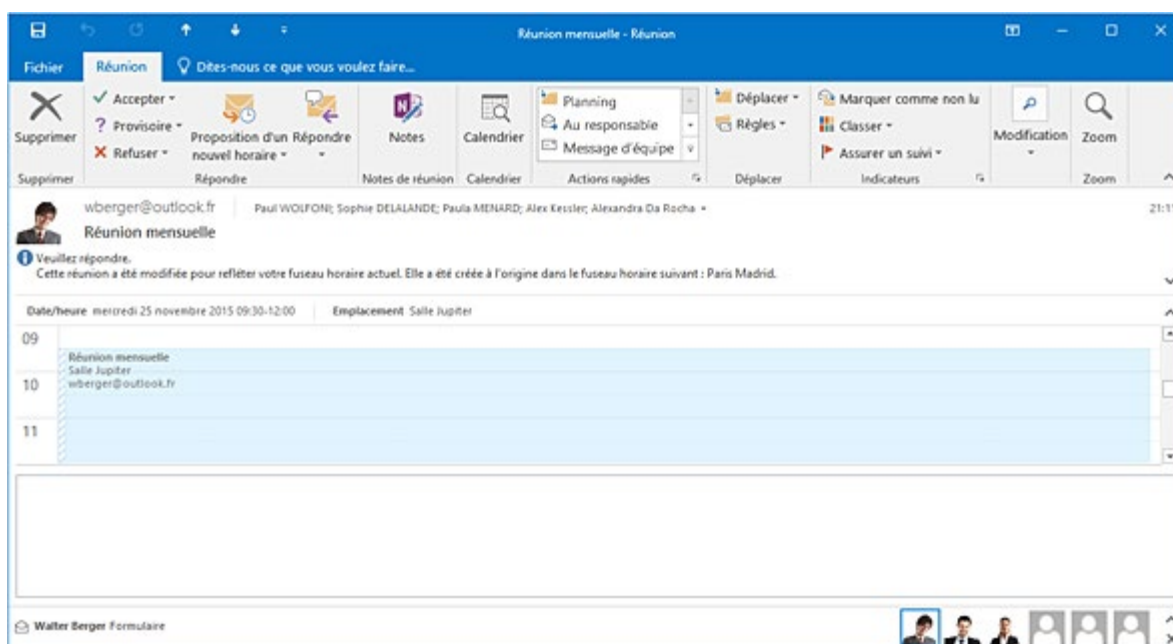 Réunion mensuelle - Réunion
Fichier Réunion Dites-nous ce que vous voulez faire...
Supprimer
Accepter
Provisoire
Refuser
Proposition d'un nouvel horaire
Répondre
Notes
Calendrier
Planning
Au responsable
Message d'équipe
Déplacer
Règles
Marquer comme non lu
Classer
Assurer un suivi
Modification
Zoom
Supprimer Répondre Notes de réunion Calendrier Actions rapides Déplacer Indicateurs Zoom
wberger@outlook.fr Paul WOLFONI; Sophie DELALANDE; Paula MENARD; Alex Kessler; Alexandra Da Rocha
Réunion mensuelle
Veuillez répondre.
Cette réunion a été modifiée pour refléter votre fuseau horaire actuel. Elle a été créée à l'origine dans le fuseau horaire suivant : Paris Madrid.
Date/heure mercredi 25 novembre 2015 09:30-12:00 Emplacement Salle Jupiter
09
Réunion mensuelle
Salle Jupiter
10 wberger@outlook.fr
11
Walter Berger Formulaire